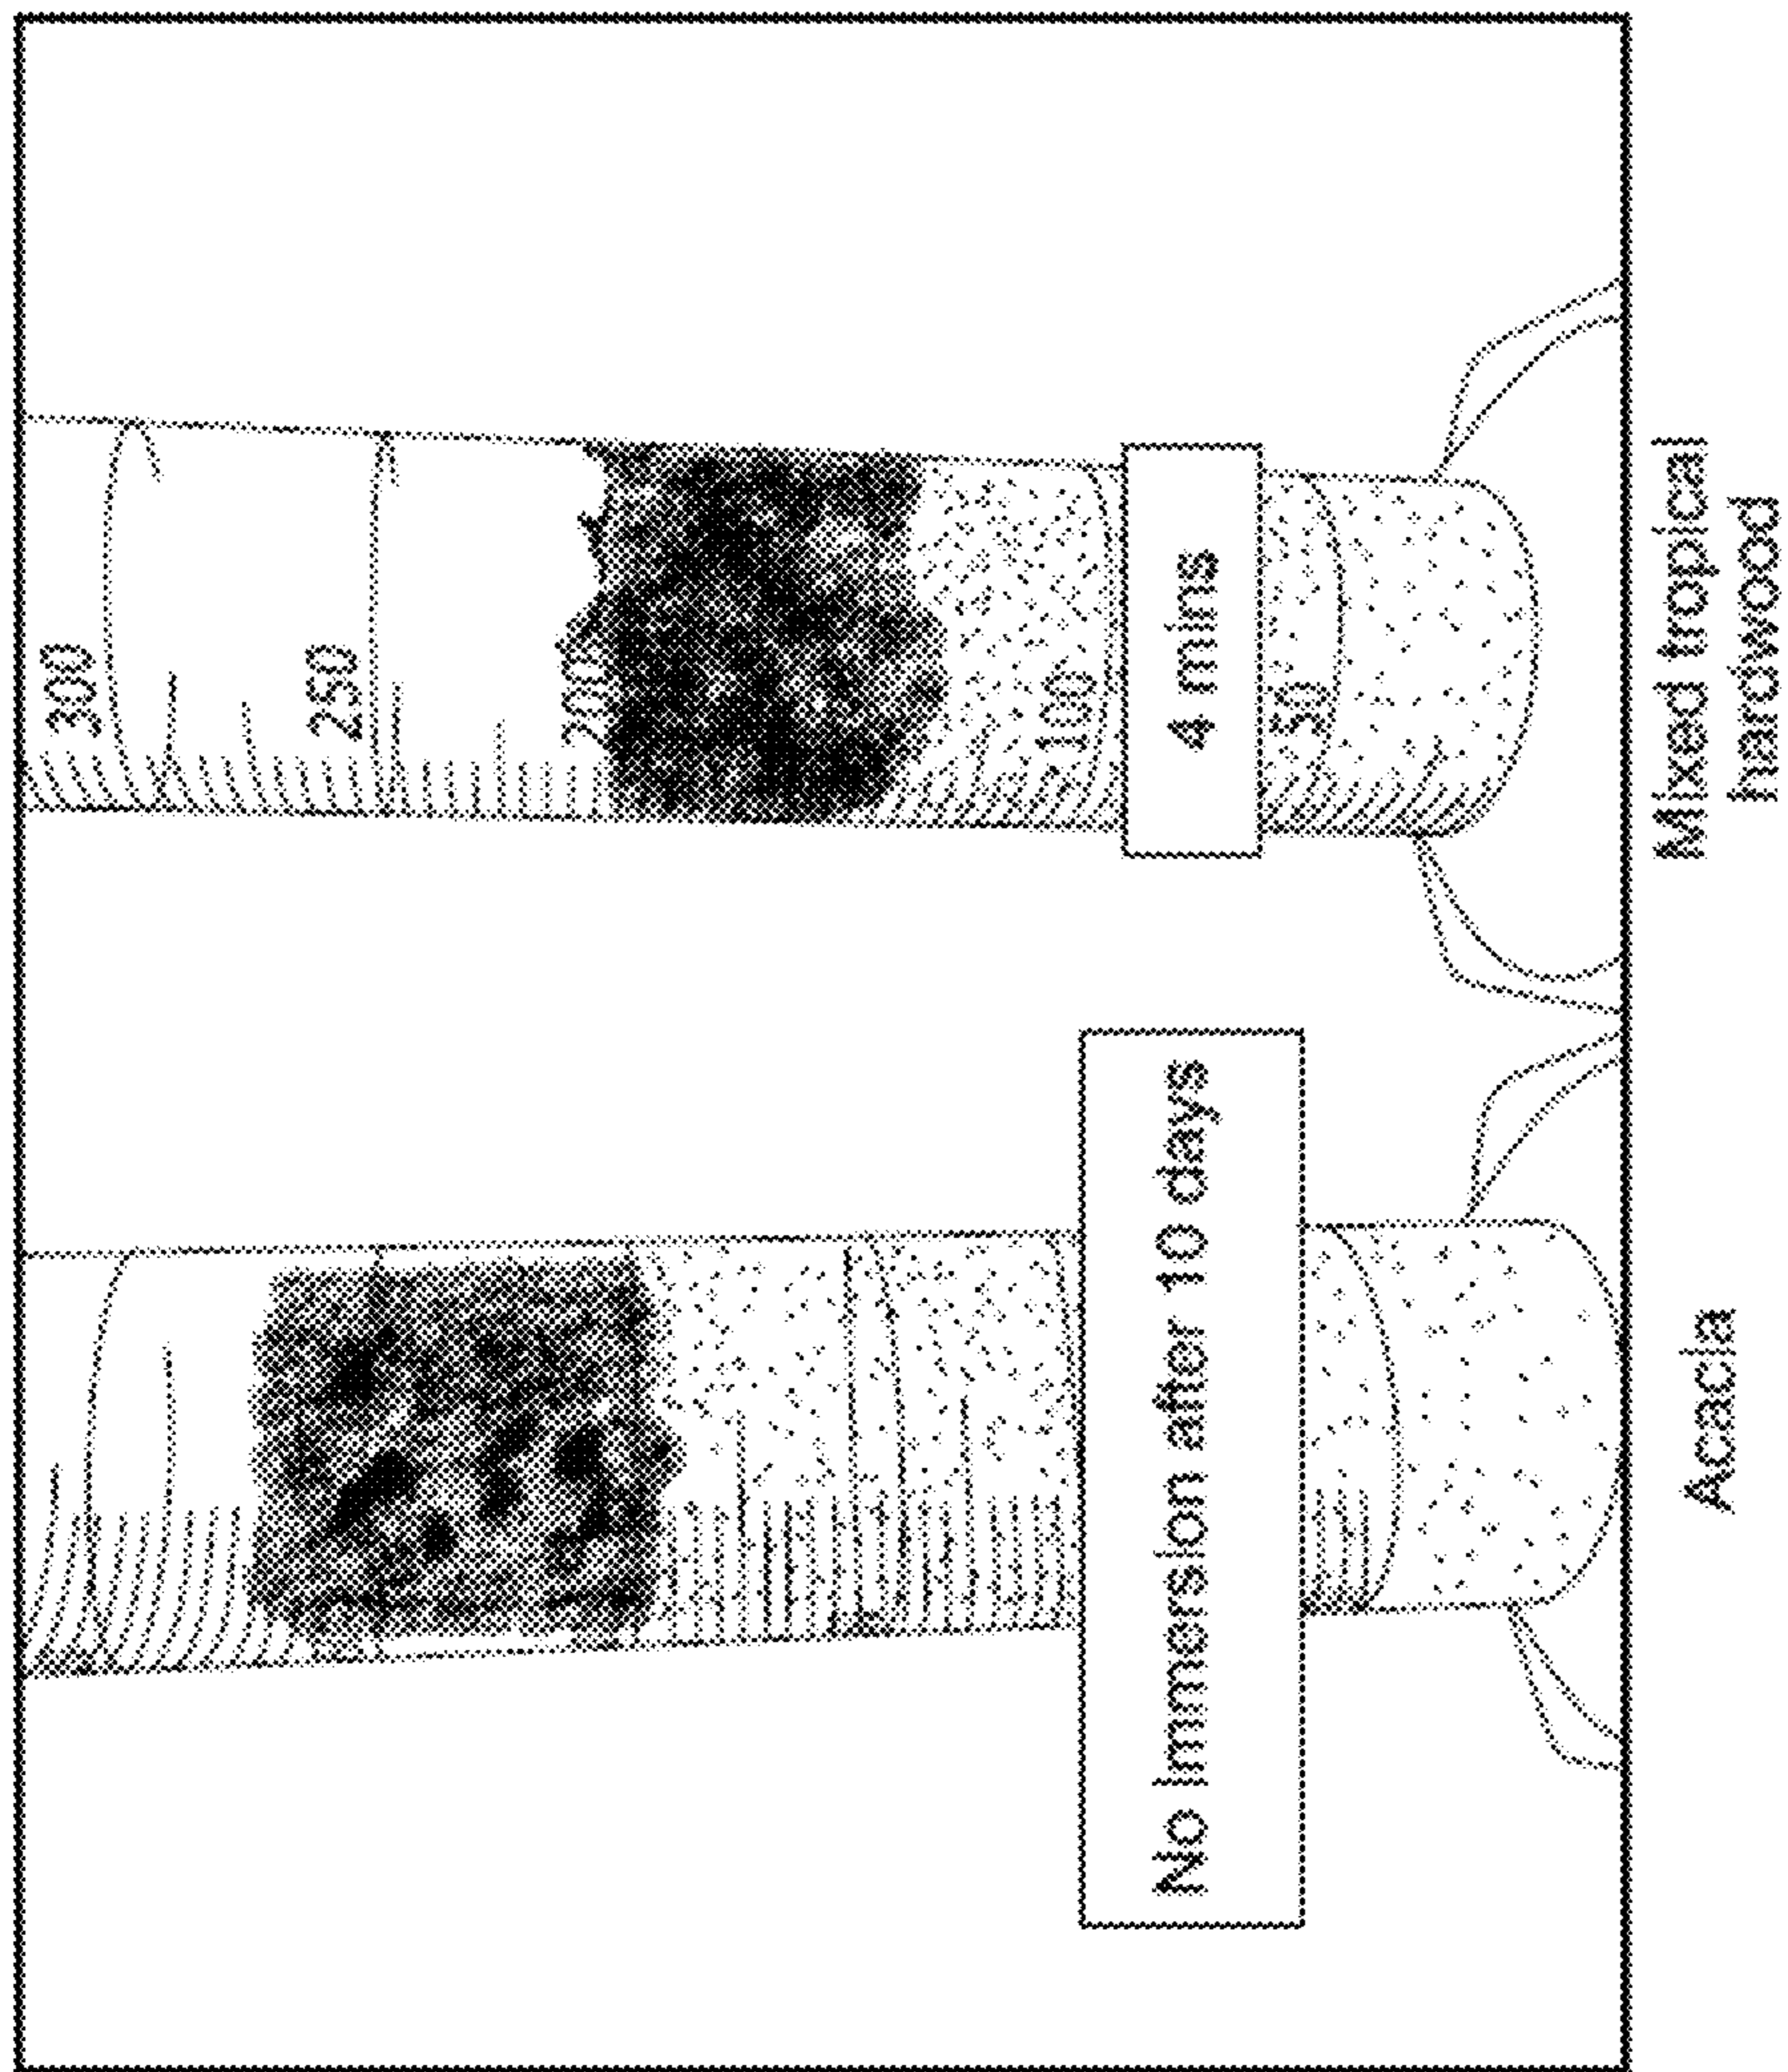 No immersion after 10 days
300
250
200
100
4 mins
50
Acacia
Mixed tropical
hardwood